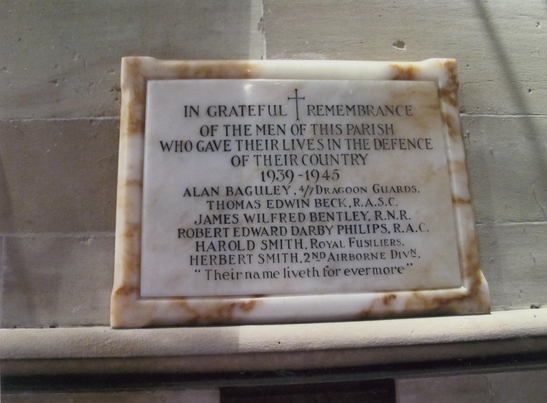 IN GRATEFUL REMEMBRANCE
OF THE MEN OF THIS PARISH
WHO GAVE THEIR LIVES IN THE DEFENCE
OF THEIR COUNTRY
1939-1945
ALAN BAGULEY, 4/7 DRAGOON GUARDS.
THOMAS EDWIN BECK, R.A.S.C.
JAMES WILFRED BENTLEY, R.N.R.
ROBERT EDWARD DARBY PHILIPS, R.A.C.
HAROLD SMITH, ROYAL FUSILIERS.
HERBERT SMITH, 2ND AIRBORNE DIVN.
"Their name liveth for evermore"